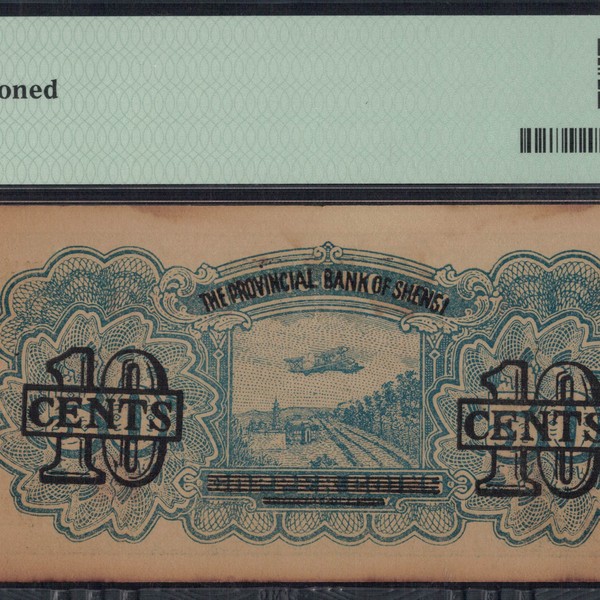 oned
THE PROVINCIAL BANK OF SHENSI
10 10
CENTS CENTS